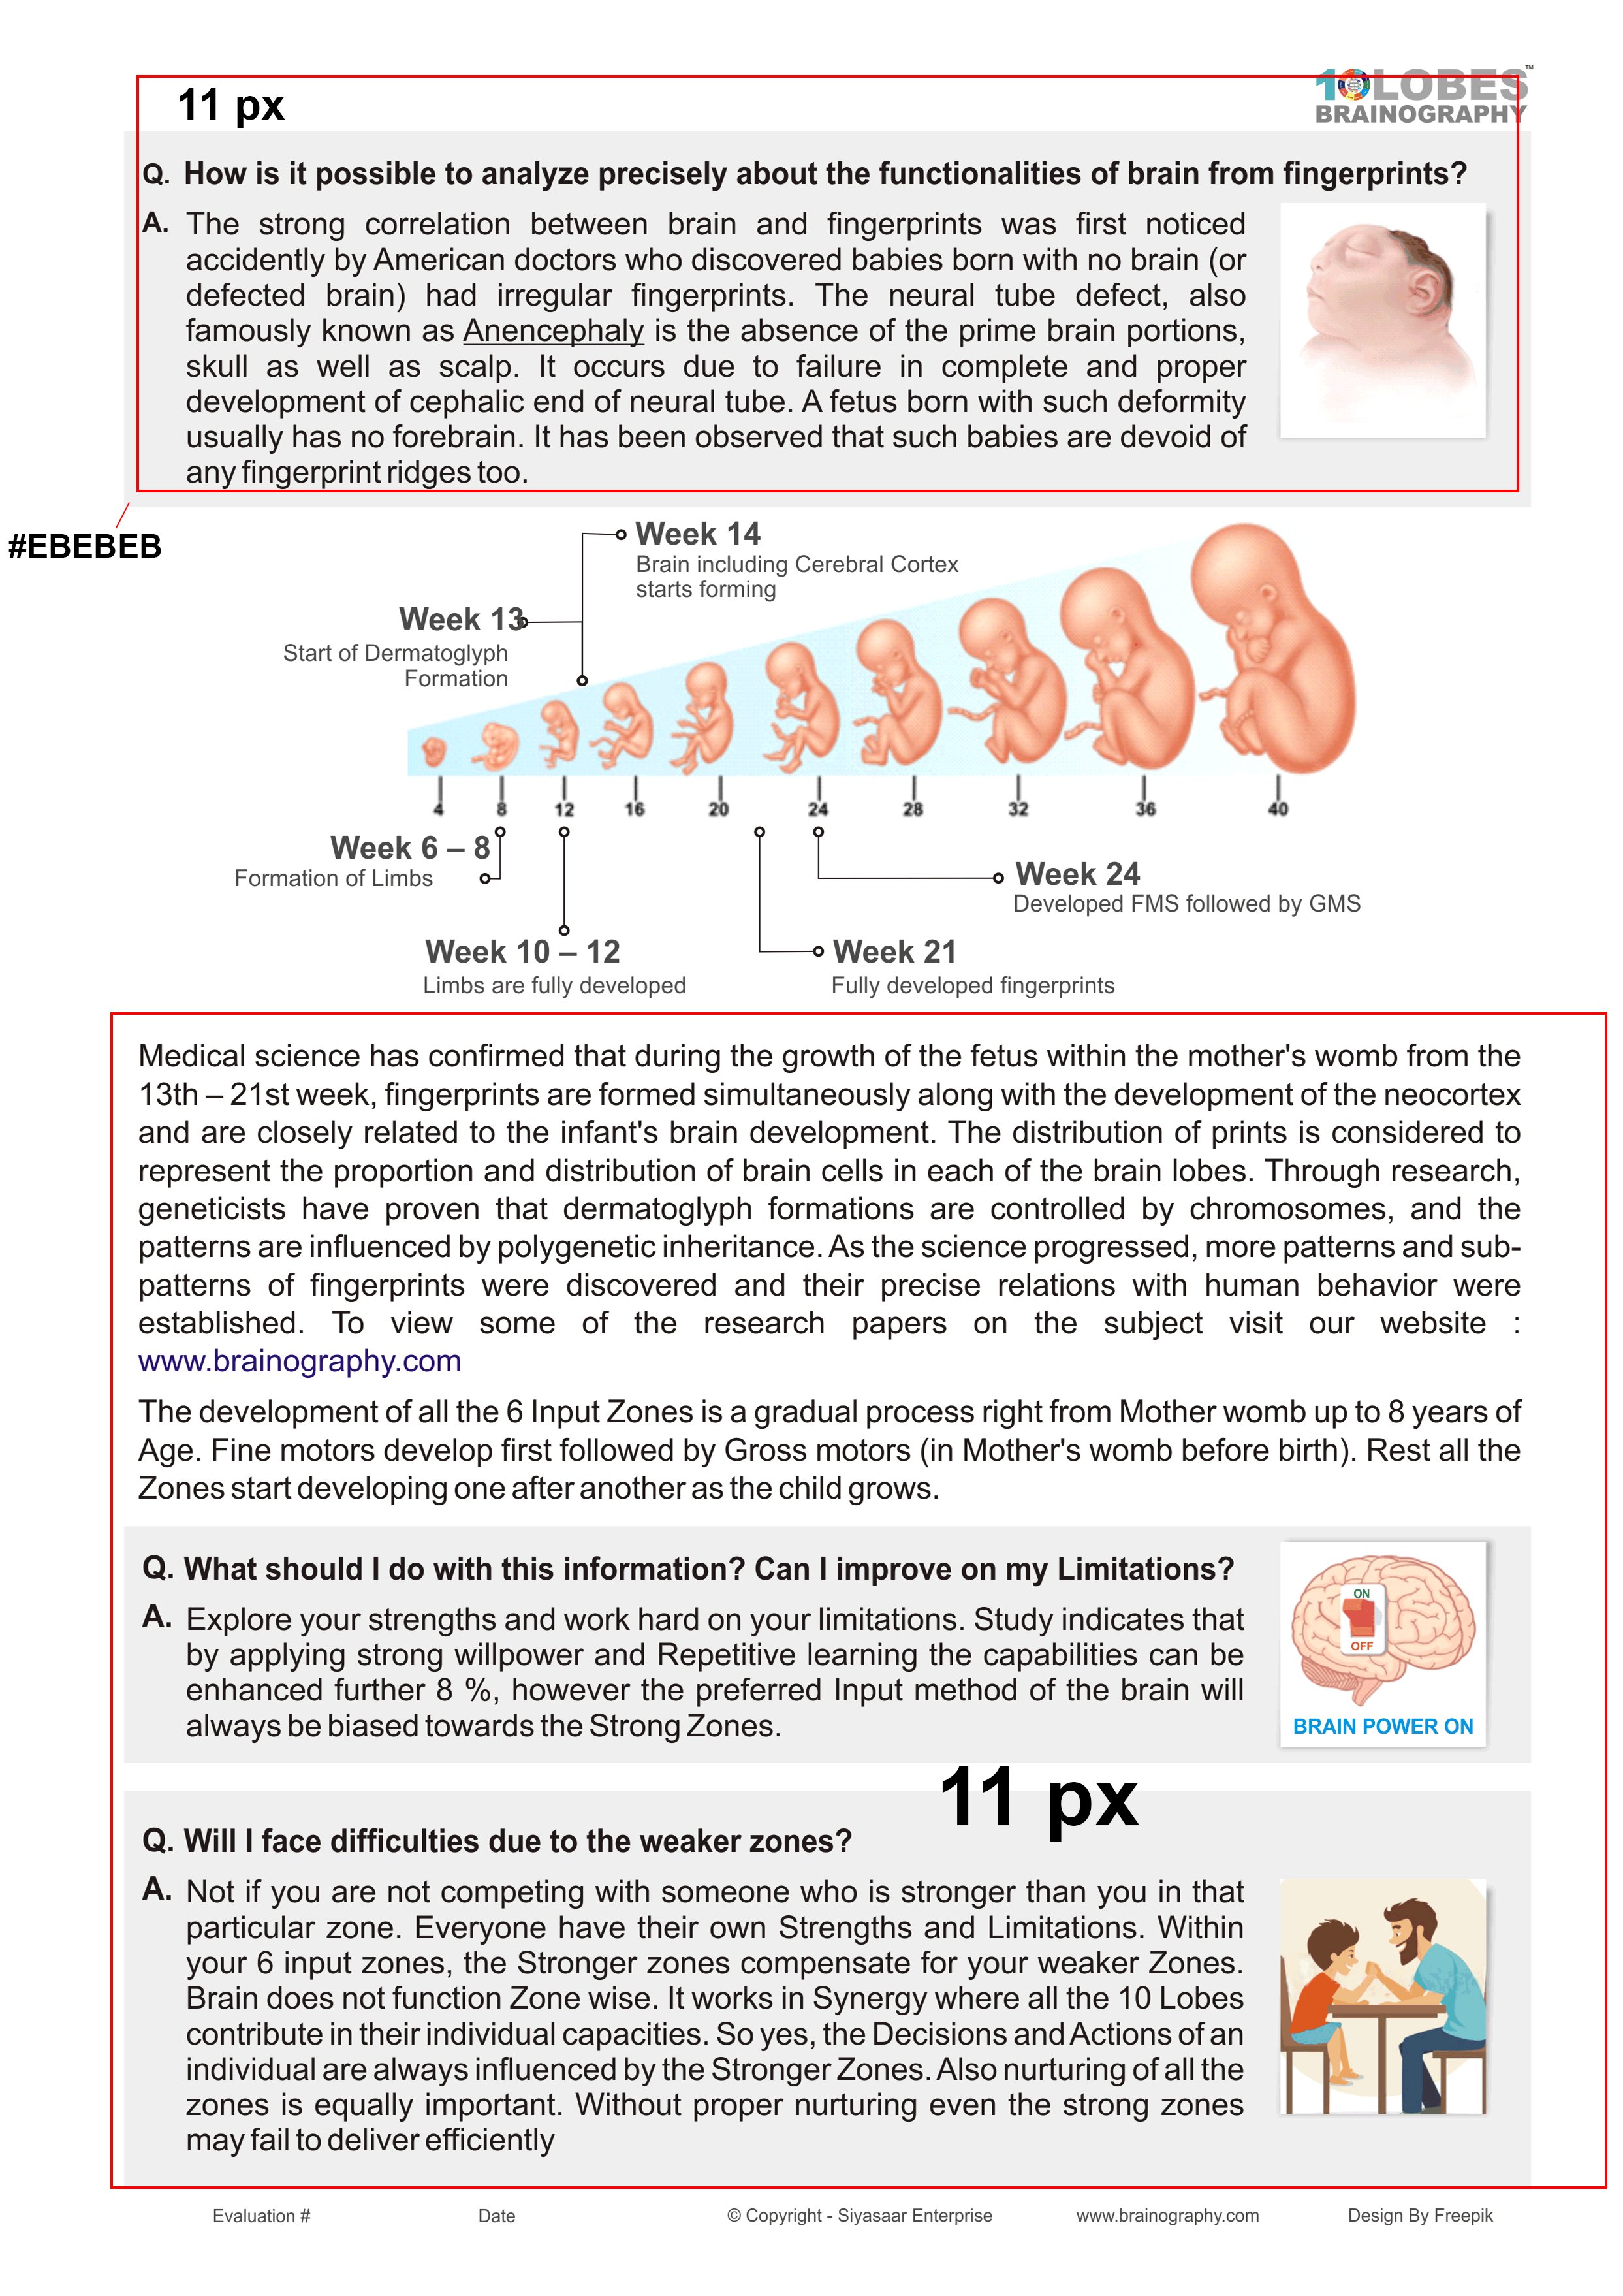 11 px
10LOBES™
BRAINOGRAPHY
Q. How is it possible to analyze precisely about the functionalities of brain from fingerprints?
A. The strong correlation between brain and fingerprints was first noticed
accidently by American doctors who discovered babies born with no brain (or
defected brain) had irregular fingerprints. The neural tube defect, also
famously known as Anencephaly is the absence of the prime brain portions,
skull as well as scalp. It occurs due to failure in complete and proper
development of cephalic end of neural tube. A fetus born with such deformity
usually has no forebrain. It has been observed that such babies are devoid of
any fingerprint ridges too.
#EBEBEB
Week 14
Brain including Cerebral Cortex
starts forming
Week 13
Start of Dermatoglyph
Formation
4 8 12 16 20 24 28 32 36 40
Week 6 – 8
Formation of Limbs
Week 24
Developed FMS followed by GMS
Week 10 – 12
Limbs are fully developed
Week 21
Fully developed fingerprints
Medical science has confirmed that during the growth of the fetus within the mother's womb from the
13th – 21st week, fingerprints are formed simultaneously along with the development of the neocortex
and are closely related to the infant's brain development. The distribution of prints is considered to
represent the proportion and distribution of brain cells in each of the brain lobes. Through research,
geneticists have proven that dermatoglyph formations are controlled by chromosomes, and the
patterns are influenced by polygenetic inheritance. As the science progressed, more patterns and sub-
patterns of fingerprints were discovered and their precise relations with human behavior were
established. To view some of the research papers on the subject visit our website :
www.brainography.com
The development of all the 6 Input Zones is a gradual process right from Mother womb up to 8 years of
Age. Fine motors develop first followed by Gross motors (in Mother's womb before birth). Rest all the
Zones start developing one after another as the child grows.
Q. What should I do with this information? Can I improve on my Limitations?
A. Explore your strengths and work hard on your limitations. Study indicates that
by applying strong willpower and Repetitive learning the capabilities can be
enhanced further 8 %, however the preferred Input method of the brain will
always be biased towards the Strong Zones.
ON
OFF
BRAIN POWER ON
11 px
Q. Will I face difficulties due to the weaker zones?
A. Not if you are not competing with someone who is stronger than you in that
particular zone. Everyone have their own Strengths and Limitations. Within
your 6 input zones, the Stronger zones compensate for your weaker Zones.
Brain does not function Zone wise. It works in Synergy where all the 10 Lobes
contribute in their individual capacities. So yes, the Decisions and Actions of an
individual are always influenced by the Stronger Zones. Also nurturing of all the
zones is equally important. Without proper nurturing even the strong zones
may fail to deliver efficiently
Evaluation # Date © Copyright - Siyasaar Enterprise www.brainography.com Design By Freepik